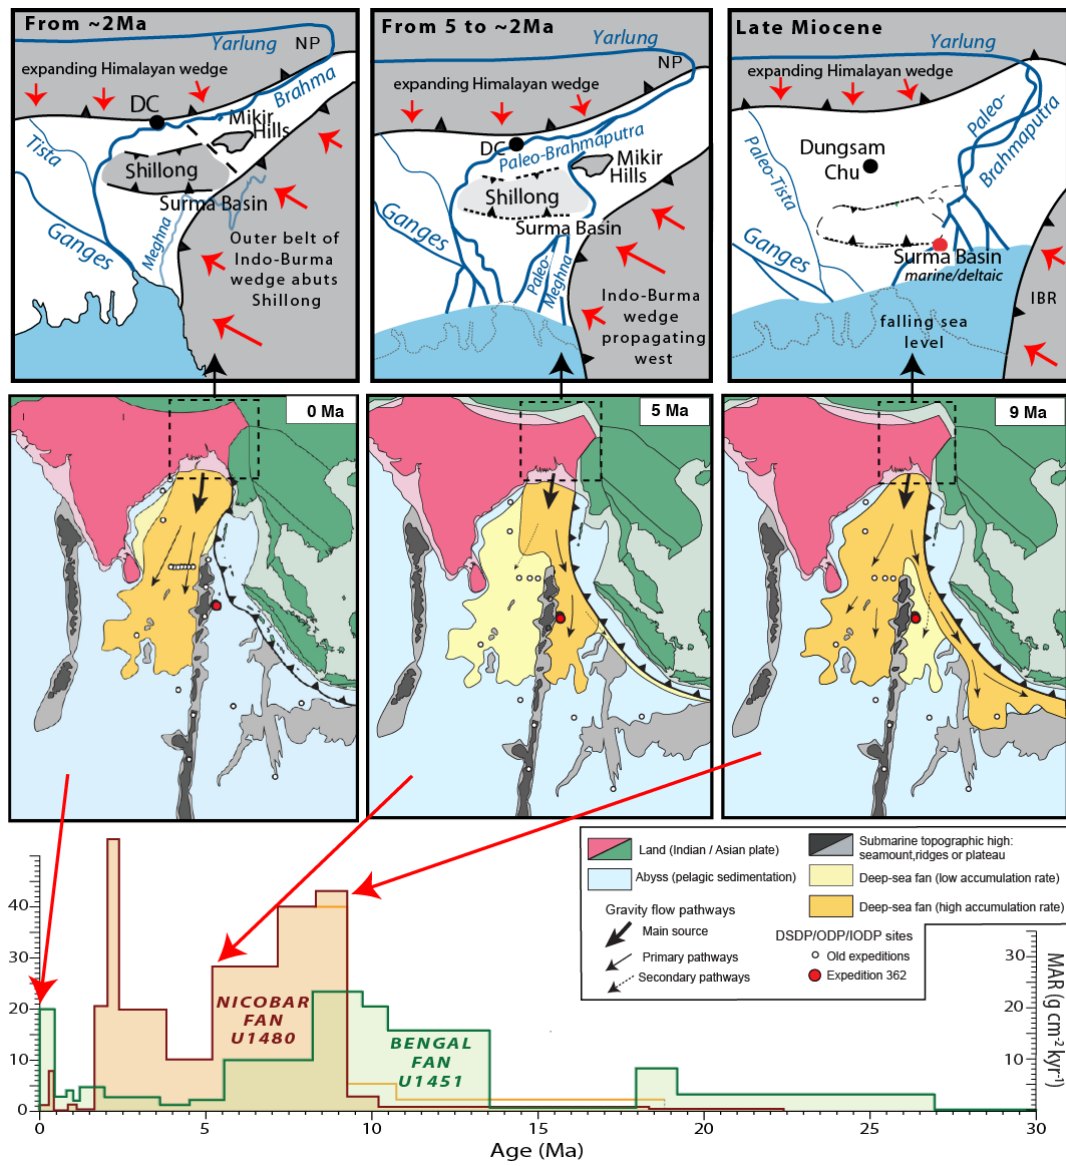 From ~2Ma
Yarlung
NP
expanding Himalayan wedge
Brahma
DC
Mikir
Hills
Tista
Shillong
Surma Basin
Ganges
Meghna
Outer belt of
Indo-Burma
wedge abuts
Shillong
From 5 to ~2Ma
Yarlung
NP
expanding Himalayan wedge
DC
Paleo-Brahmaputra
Mikir
Hills
Shillong
Surma Basin
Ganges
Paleo-
Meghna
Indo-Burma
wedge
propagating
west
Late Miocene
Yarlung
expanding Himalayan wedge
Paleo-
Brahmaputra
Dungsam
Chu
Paleo-Tista
Ganges
Surma Basin
marine/deltaic
IBR
falling sea
level
0 Ma
5 Ma
9 Ma
Land (Indian / Asian plate)
Abyss (pelagic sedimentation)
Gravity flow pathways
Main source
Primary pathways
Secondary pathways
Submarine topographic high:
seamount,ridges or plateau
Deep-sea fan (low accumulation rate)
Deep-sea fan (high accumulation rate)
DSDP/ODP/IODP sites
Old expeditions
Expedition 362
40
30
20
10
0
NICOBAR
FAN
U1480
BENGAL
FAN
U1451
30
20
10
MAR (g cm⁻² kyr⁻¹)
0 5 10 15 20 22 26 30
Age (Ma)